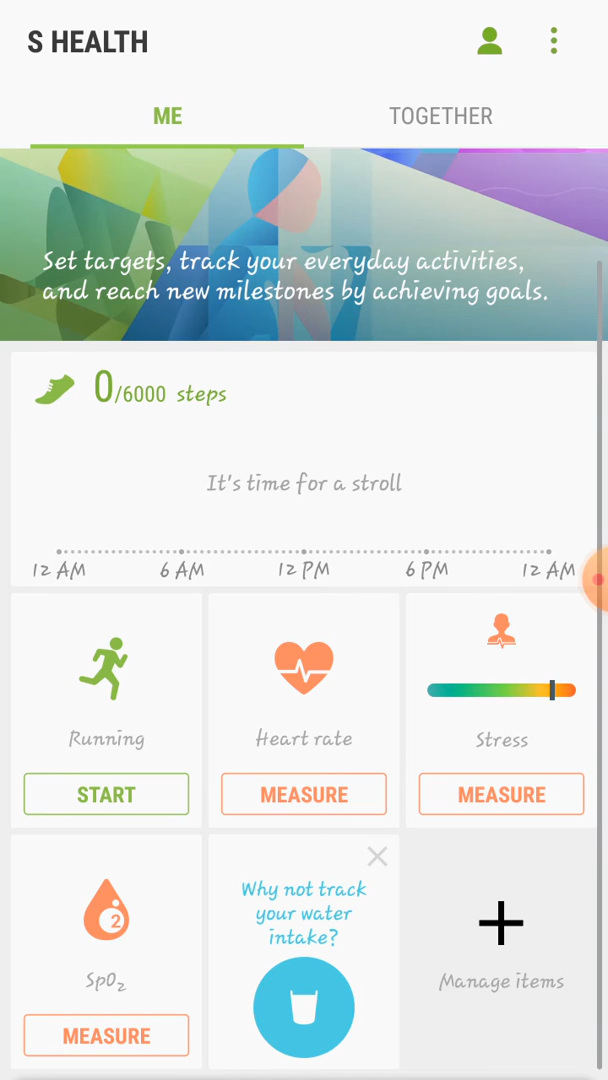 S HEALTH
ME
TOGETHER
Set targets, track your everyday activities,
and reach new milestones by achieving goals.
0/6000 steps
It's time for a stroll
12 AM 6 AM 12 PM 6 PM 12 AM
Running
START
Heart rate
MEASURE
Stress
MEASURE
2
SpO₂
MEASURE
Why not track
your water
intake?
Manage items